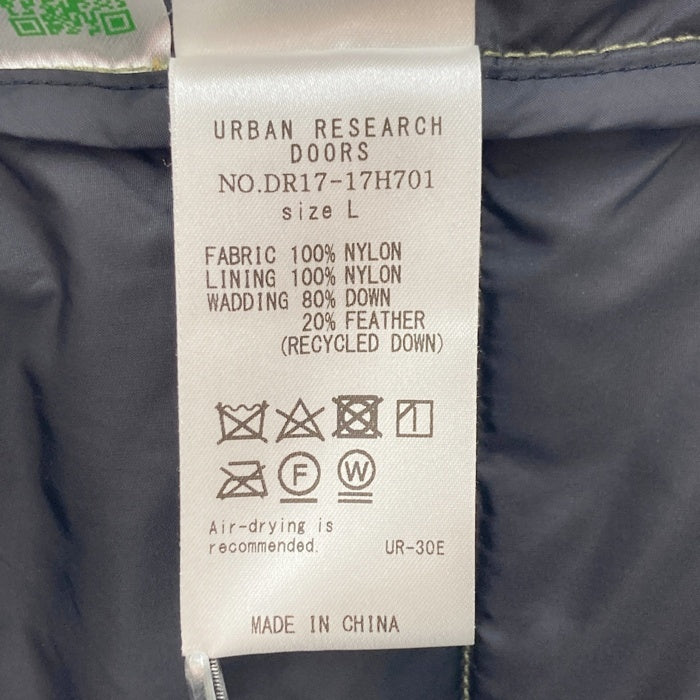 URBAN RESEARCH
DOORS
NO.DR17-17H701
size L
FABRIC 100% NYLON
LINING 100% NYLON
WADDING 80% DOWN
20% FEATHER
(RECYCLED DOWN)
F W
Air-drying is
recommended. UR-30E
MADE IN CHINA